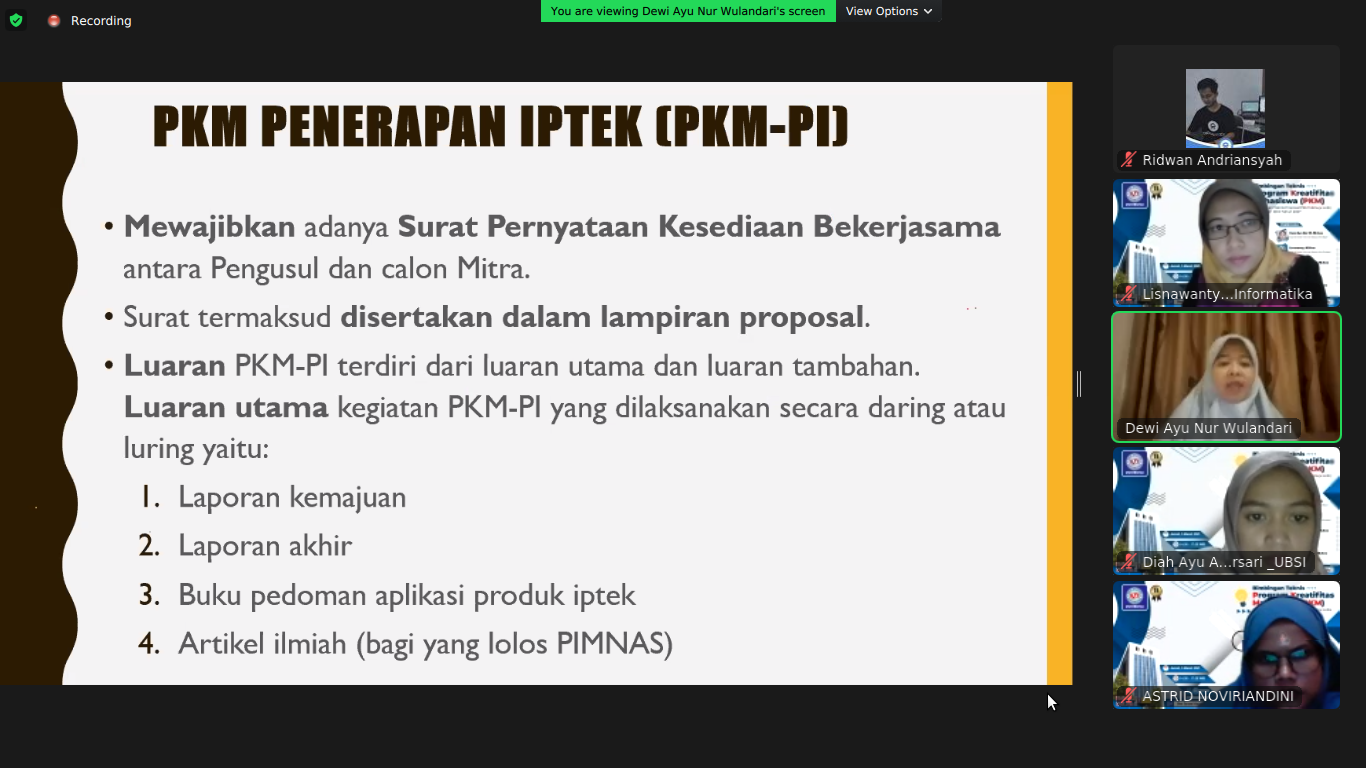 Recording
You are viewing Dewi Ayu Nur Wulandari's screen
View Options
PKM PENERAPAN IPTEK (PKM-PI)
• Mewajibkan adanya Surat Pernyataan Kesediaan Bekerjasama
antara Pengusul dan calon Mitra.
• Surat termaksud disertakan dalam lampiran proposal.
• Luaran PKM-PI terdiri dari luaran utama dan luaran tambahan.
Luaran utama kegiatan PKM-PI yang dilaksanakan secara daring atau
luring yaitu:
1. Laporan kemajuan
2. Laporan akhir
3. Buku pedoman aplikasi produk iptek
4. Artikel ilmiah (bagi yang lolos PIMNAS)
Ridwan Andriansyah
Lisnawanty...Informatika
Dewi Ayu Nur Wulandari
Diah Ayu A...rsari _UBSI
ASTRID NOVIRIANDINI